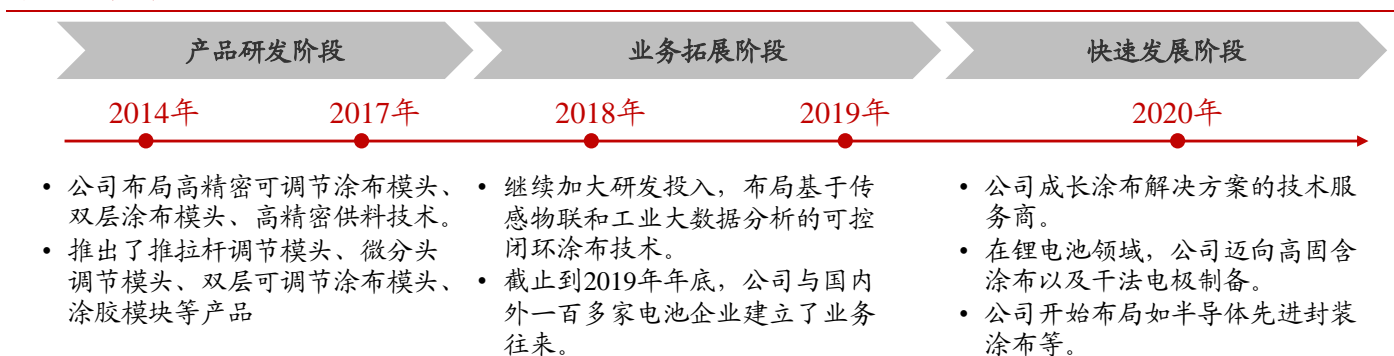 产品研发阶段
业务拓展阶段
快速发展阶段
2014年
2017年
2018年
2019年
2020年
• 公司布局高精密可调节涂布模头、
双层涂布模头、高精密供料技术。
• 推出了推拉杆调节模头、微分头
调节模头、双层可调节涂布模头、
涂胶模块等产品
• 继续加大研发投入，布局基于传
感物联和工业大数据分析的可控
闭环涂布技术。
• 截止到2019年年底，公司与国内
外一百多家电池企业建立了业务
往来。
• 公司成长涂布解决方案的技术服
务商。
• 在锂电池领域，公司迈向高固含
涂布以及干法电极制备。
• 公司开始布局如半导体先进封装
涂布等。